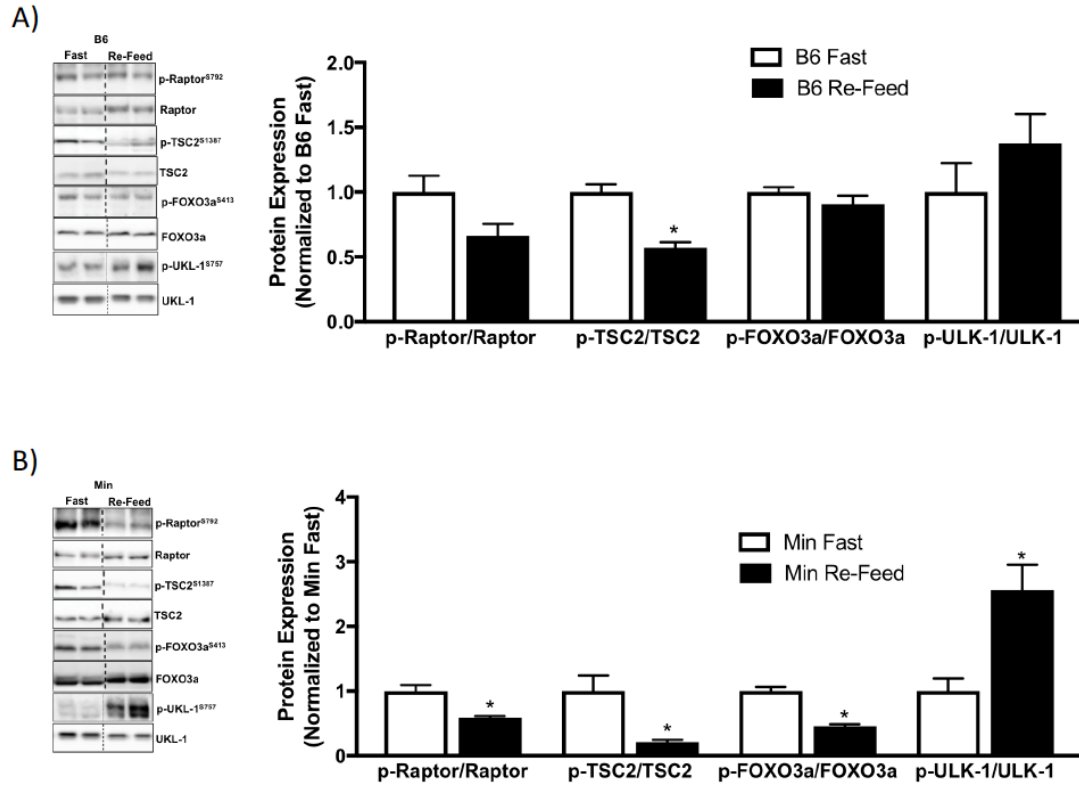 A)
B6
Fast Re-Feed
p-Raptor^S792
Raptor
p-TSC2^S1387
TSC2
p-FOXO3a^S413
FOXO3a
p-UKL-1^S757
UKL-1
Protein Expression
(Normalized to B6 Fast)
2.0
1.5
1.0
0.5
0.0
B6 Fast
B6 Re-Feed
*
p-Raptor/Raptor p-TSC2/TSC2 p-FOXO3a/FOXO3a p-ULK-1/ULK-1
B)
Min
Fast Re-Feed
p-Raptor^S792
Raptor
p-TSC2^S1387
TSC2
p-FOXO3a^S413
FOXO3a
p-UKL-1^S757
UKL-1
Protein Expression
(Normalized to Min Fast)
4
3
2
1
0
Min Fast
Min Re-Feed
* * * *
p-Raptor/Raptor p-TSC2/TSC2 p-FOXO3a/FOXO3a p-ULK-1/ULK-1